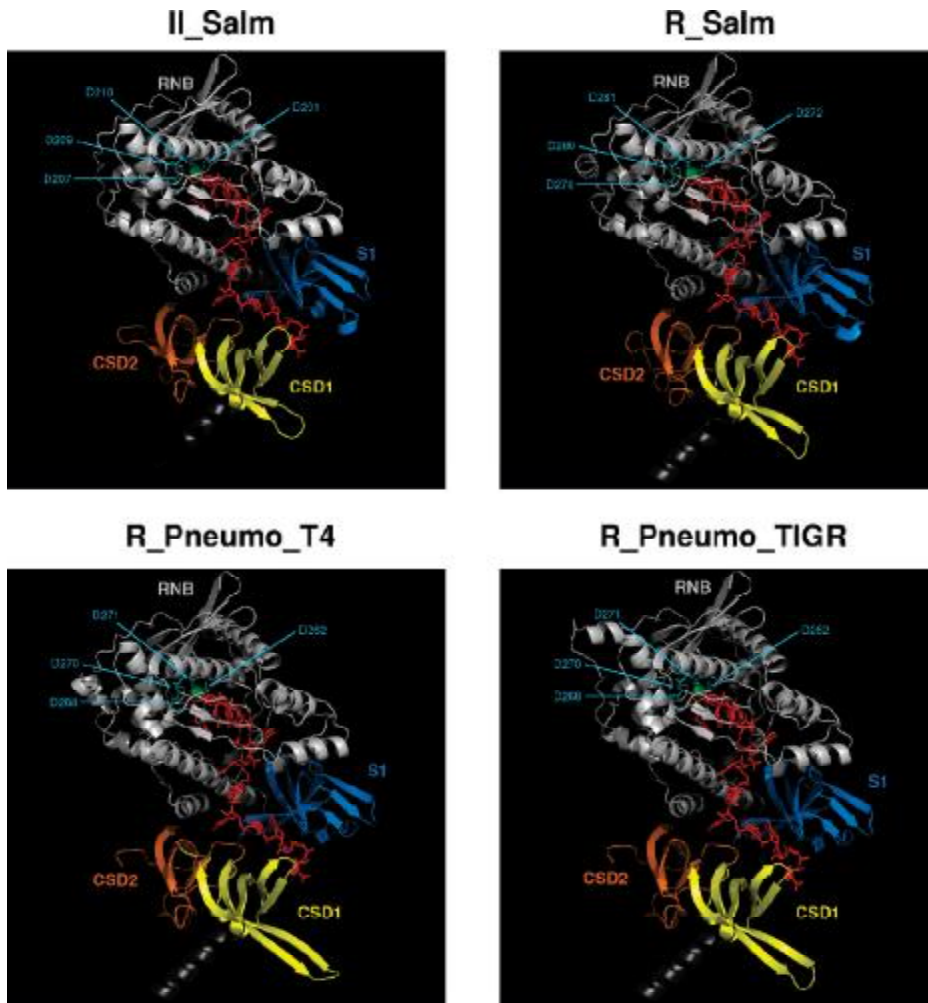 II_Salm
RNB
D210
D201
D209
D207
S1
CSD2
CSD1
R_Salm
RNB
D281
D272
D280
S1
CSD2
CSD1
R_Pneumo_T4
RNB
D271
D262
D270
D268
S1
CSD2
CSD1
R_Pneumo_TIGR
RNB
D271
D262
D270
D268
S1
CSD2
CSD1